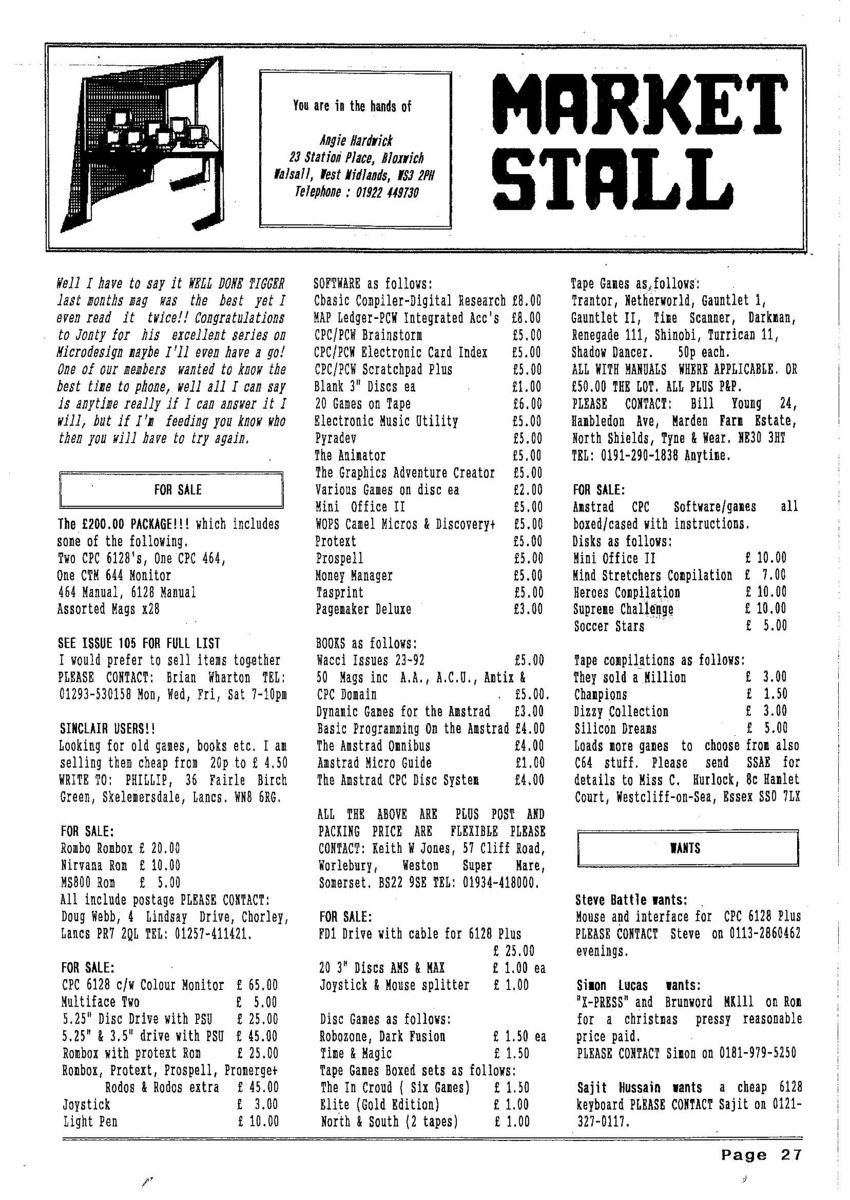 You are in the hands of
Angie Hardwick
23 Station Place, Bloxwich
Walsall, West Midlands, WS3 2PH
Telephone : 01922 449730
MARKET
STALL
Well I have to say it WELL DONE TIGGER
last months mag was the best yet I
even read it twice!! Congratulations
to Jonty for his excellent series on
Microdesign maybe I'll even have a go!
One of our members wanted to know the
best time to phone, well all I can say
is anytime really if I can answer it I
will, but if I'm feeding you know who
then you will have to try again.
FOR SALE
The £200.00 PACKAGE!!! which includes
some of the following.
Two CPC 6128's, One CPC 464,
One CTM 644 Monitor
464 Manual, 6128 Manual
Assorted Mags x28
SEE ISSUE 105 FOR FULL LIST
I would prefer to sell items together
PLEASE CONTACT: Brian Wharton TEL:
01293-530158 Mon, Wed, Fri, Sat 7-10pm
SINCLAIR USERS!!
Looking for old games, books etc. I am
selling them cheap from 20p to £ 4.50
WRITE TO: PHILLIP, 36 Fairle Birch
Green, Skelemersdale, Lancs. WN8 6RG.
FOR SALE:
Rombo Rombox £ 20.00
Nirvana Rom £ 10.00
MS800 Rom £ 5.00
All include postage PLEASE CONTACT:
Doug Webb, 4 Lindsay Drive, Chorley,
Lancs PR7 2QL TEL: 01257-411421.
FOR SALE:
CPC 6128 c/w Colour Monitor £ 65.00
Multiface Two £ 5.00
5.25" Disc Drive with PSU £ 25.00
5.25" & 3.5" drive with PSU £ 45.00
Rombox with protext Rom £ 25.00
Rombox, Protext, Prospell, Promerge+
Rodos & Rodos extra £ 45.00
Joystick £ 3.00
Light Pen £ 10.00
SOFTWARE as follows:
Cbasic Compiler-Digital Research £8.00
MAP Ledger-PCW Integrated Acc's £8.00
CPC/PCW Brainstorm £5.00
CPC/PCW Electronic Card Index £5.00
CPC/PCW Scratchpad Plus £5.00
Blank 3" Discs ea £1.00
20 Games on Tape £6.00
Electronic Music Utility £5.00
Pyradev £5.00
The Animator £5.00
The Graphics Adventure Creator £5.00
Various Games on disc ea £2.00
Mini Office II £5.00
WOPS Camel Micros & Discovery+ £5.00
Protext £5.00
Prospell £5.00
Money Manager £5.00
Tasprint £5.00
Pagemaker Deluxe £3.00
BOOKS as follows:
Wacci Issues 23-92 £5.00
50 Mags inc A.A., A.C.U., Antix &
CPC Domain £5.00.
Dynamic Games for the Amstrad £3.00
Basic Programming On the Amstrad £4.00
The Amstrad Omnibus £4.00
Amstrad Micro Guide £1.00
The Amstrad CPC Disc System £4.00
ALL THE ABOVE ARE PLUS POST AND
PACKING PRICE ARE FLEXIBLE PLEASE
CONTACT: Keith W Jones, 57 Cliff Road,
Worlebury, Weston Super Mare,
Somerset. BS22 9SE TEL: 01934-418000.
FOR SALE:
FD1 Drive with cable for 6128 Plus
£ 25.00
20 3" Discs AMS & MAX £ 1.00 ea
Joystick & Mouse splitter £ 1.00
Disc Games as follows:
Robozone, Dark Fusion £ 1.50 ea
Time & Magic £ 1.50
Tape Games Boxed sets as follows:
The In Croud ( Six Games) £ 1.50
Elite (Gold Edition) £ 1.00
North & South (2 tapes) £ 1.00
Tape Games as follows:
Trantor, Netherworld, Gauntlet 1,
Gauntlet II, Time Scanner, Darkman,
Renegade 111, Shinobi, Turrican 11,
Shadow Dancer. 50p each.
ALL WITH MANUALS WHERE APPLICABLE. OR
£50.00 THE LOT. ALL PLUS P&P.
PLEASE CONTACT: Bill Young 24,
Hambledon Ave, Marden Farm Estate,
North Shields, Tyne & Wear. NE30 3HT
TEL: 0191-290-1838 Anytime.
FOR SALE:
Amstrad CPC Software/games all
boxed/cased with instructions.
Disks as follows:
Mini Office II £ 10.00
Mind Stretchers Compilation £ 7.00
Heroes Compilation £ 10.00
Supreme Challenge £ 10.00
Soccer Stars £ 5.00
Tape compilations as follows:
They sold a Million £ 3.00
Champions £ 1.50
Dizzy Collection £ 3.00
Silicon Dreams £ 5.00
Loads more games to choose from also
C64 stuff. Please send SSAE for
details to Miss C. Hurlock, 8c Hamlet
Court, Westcliff-on-Sea, Essex SS0 7LX
WANTS
Steve Battle wants:
Mouse and interface for CPC 6128 Plus
PLEASE CONTACT Steve on 0113-2860462
evenings.
Simon Lucas wants:
"X-PRESS" and Brunword MK111 on Rom
for a christmas pressy reasonable
price paid.
PLEASE CONTACT Simon on 0181-979-5250
Sajit Hussain wants a cheap 6128
keyboard PLEASE CONTACT Sajit on 0121-
327-0117.
Page 27